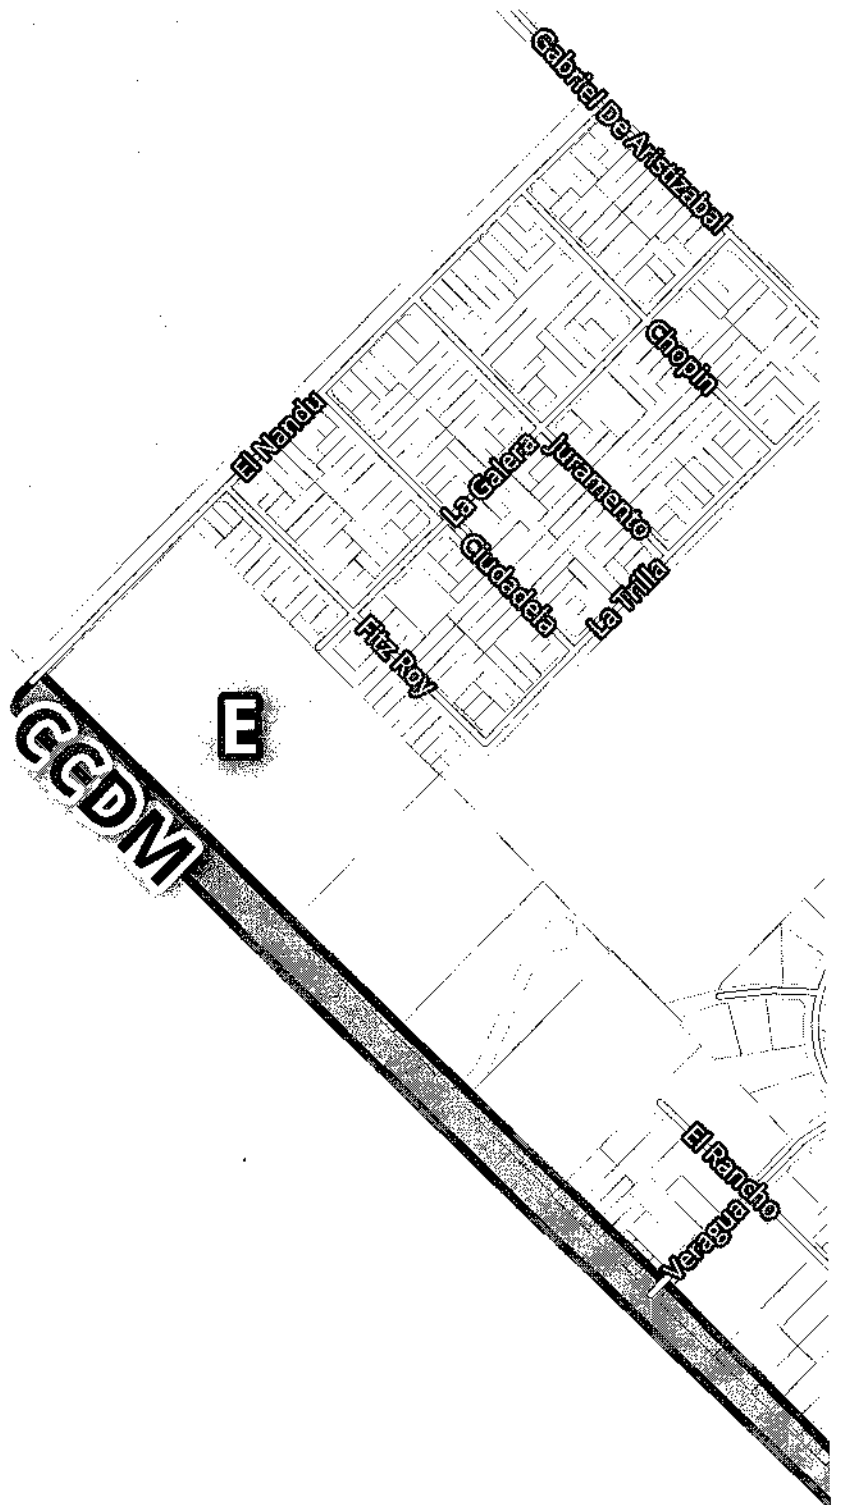 Gabriel De Aristizabal
Chopin
El Nandu
La Galera
Juramento
Ciudadela
La Trilla
Fitz Roy
E
CCDM
El Rancho
Veragua